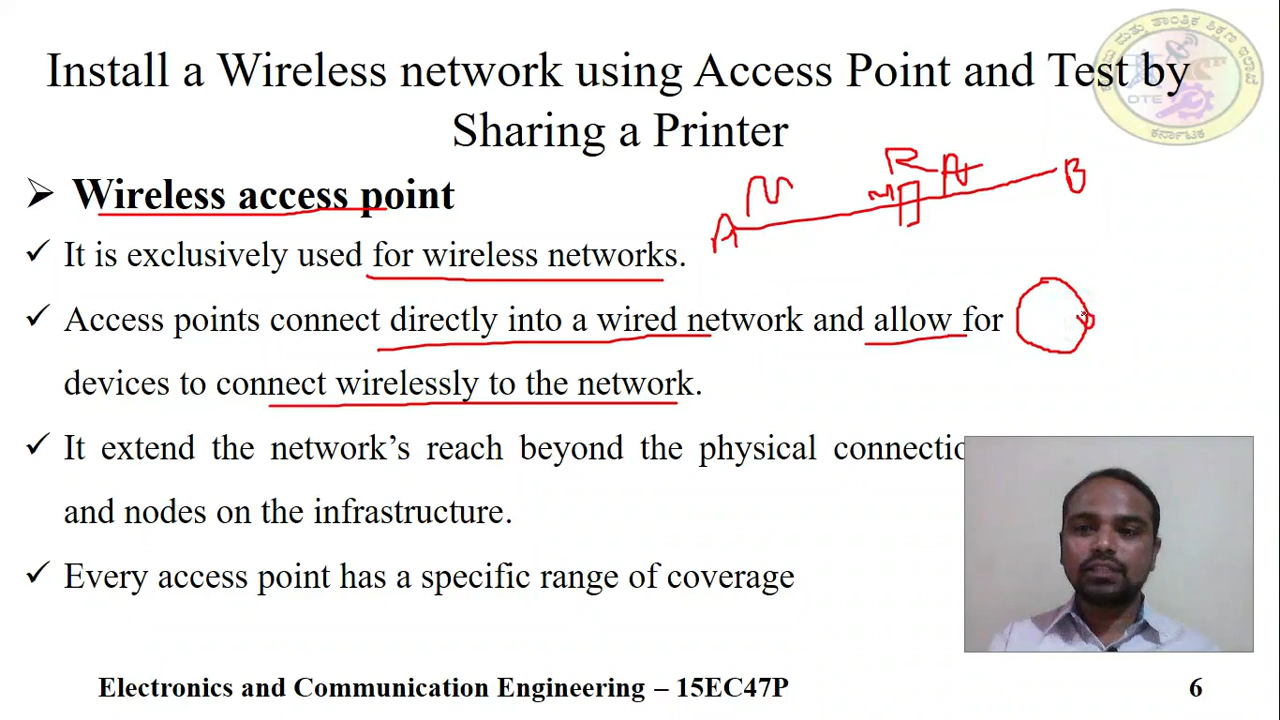 Install a Wireless network using Access Point and Test by
Sharing a Printer
DTE
ಕರ್ನಾಟಕ
R
A
B
➢ Wireless access point
A
✓ It is exclusively used for wireless networks.
✓ Access points connect directly into a wired network and allow for
devices to connect wirelessly to the network.
✓ It extend the network's reach beyond the physical
and nodes on the infrastructure.
✓ Every access point has a specific range of coverage
Electronics and Communication Engineering – 15EC47P
6